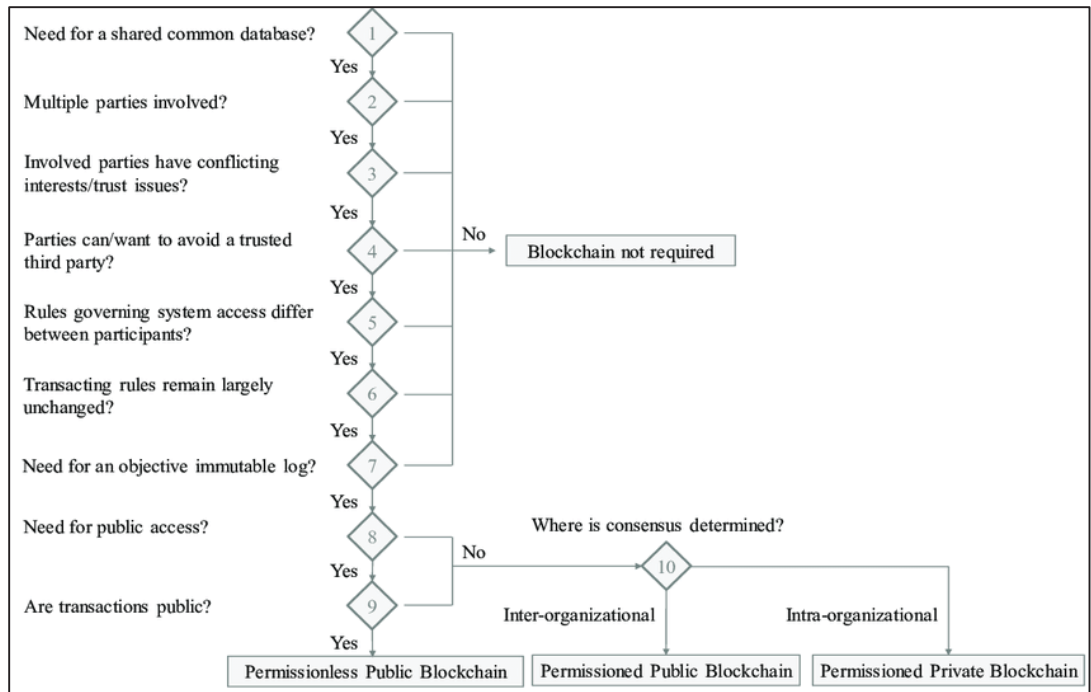 Need for a shared common database?
1
Yes
Multiple parties involved?
2
Yes
Involved parties have conflicting
interests/trust issues?
3
Yes
Parties can/want to avoid a trusted
third party?
4
No
Blockchain not required
Yes
Rules governing system access differ
between participants?
5
Yes
Transacting rules remain largely
unchanged?
6
Yes
Need for an objective immutable log?
7
Yes
Need for public access?
8
Where is consensus determined?
No
10
Yes
Are transactions public?
9
Inter-organizational
Intra-organizational
Yes
Permissionless Public Blockchain
Permissioned Public Blockchain
Permissioned Private Blockchain